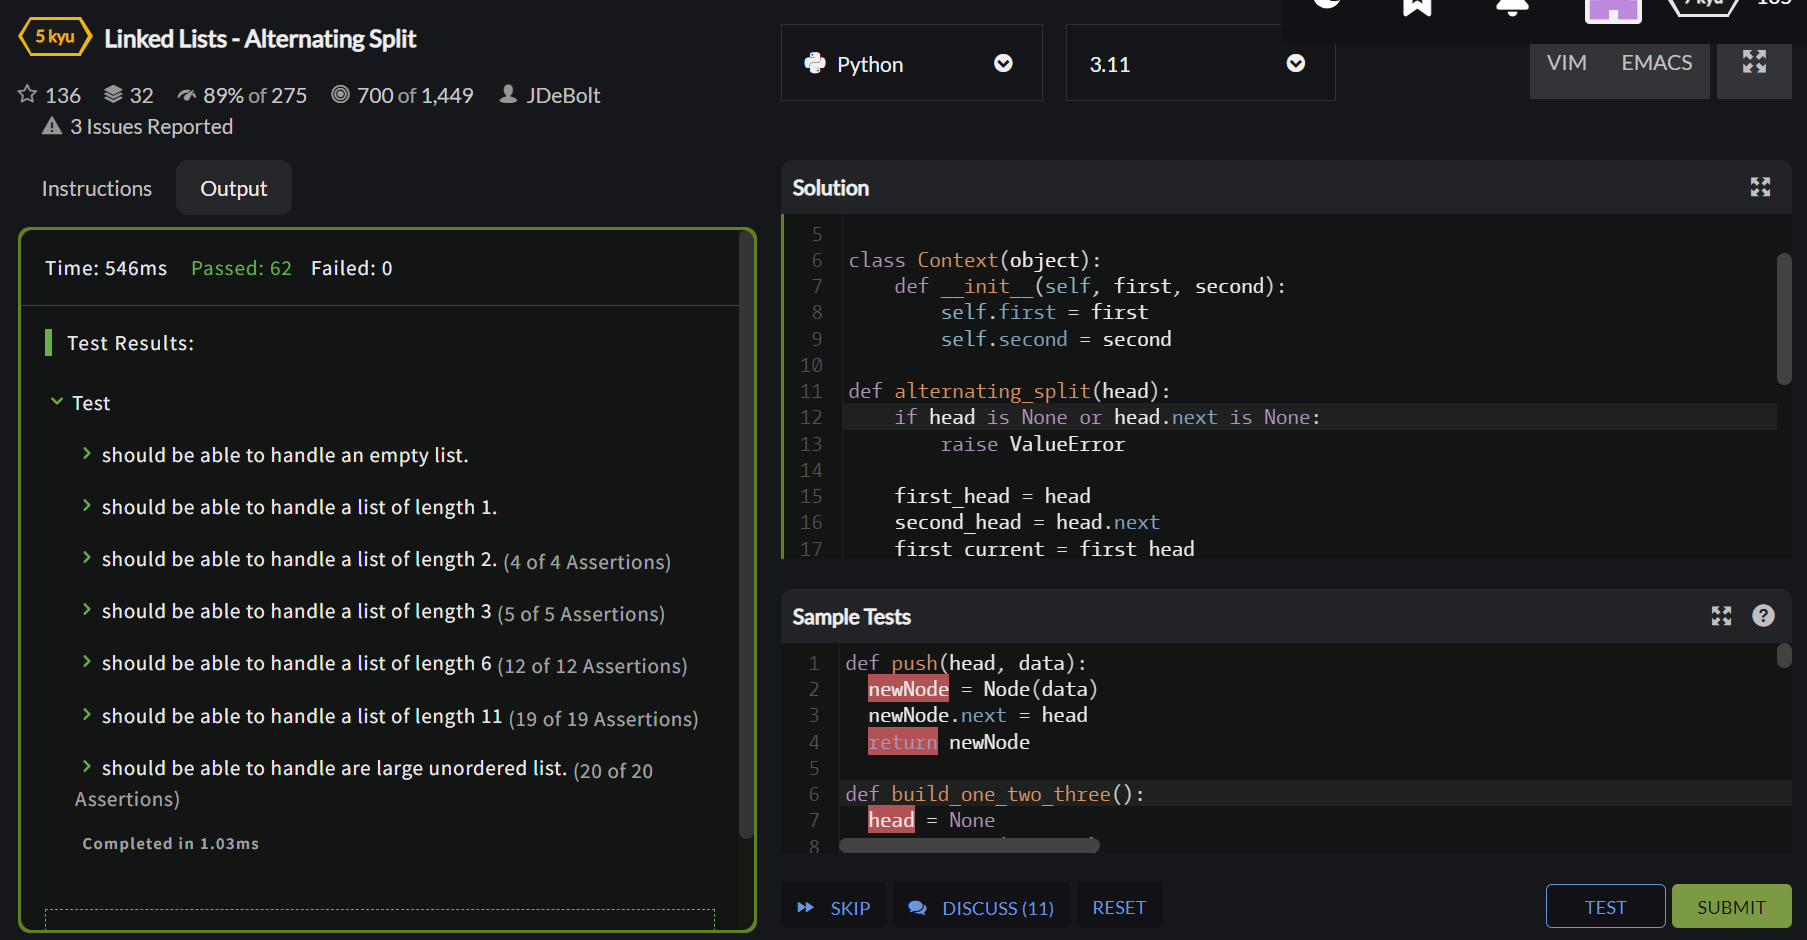 5 kyu
Linked Lists - Alternating Split
136 32 89% of 275 700 of 1,449 JDeBolt
3 Issues Reported
Instructions Output
Time: 546ms Passed: 62 Failed: 0
Test Results:
Test
should be able to handle an empty list.
should be able to handle a list of length 1.
should be able to handle a list of length 2. (4 of 4 Assertions)
should be able to handle a list of length 3 (5 of 5 Assertions)
should be able to handle a list of length 6 (12 of 12 Assertions)
should be able to handle a list of length 11 (19 of 19 Assertions)
should be able to handle are large unordered list. (20 of 20
Assertions)
Completed in 1.03ms
Python 3.11
VIM EMACS
Solution
5
6 class Context(object):
7     def __init__(self, first, second):
8         self.first = first
9         self.second = second
10
11 def alternating_split(head):
12     if head is None or head.next is None:
13         raise ValueError
14
15     first_head = head
16     second_head = head.next
17     first_current = first_head
Sample Tests
1 def push(head, data):
2   newNode = Node(data)
3   newNode.next = head
4   return newNode
5
6 def build_one_two_three():
7   head = None
8
SKIP DISCUSS (11) RESET
TEST SUBMIT